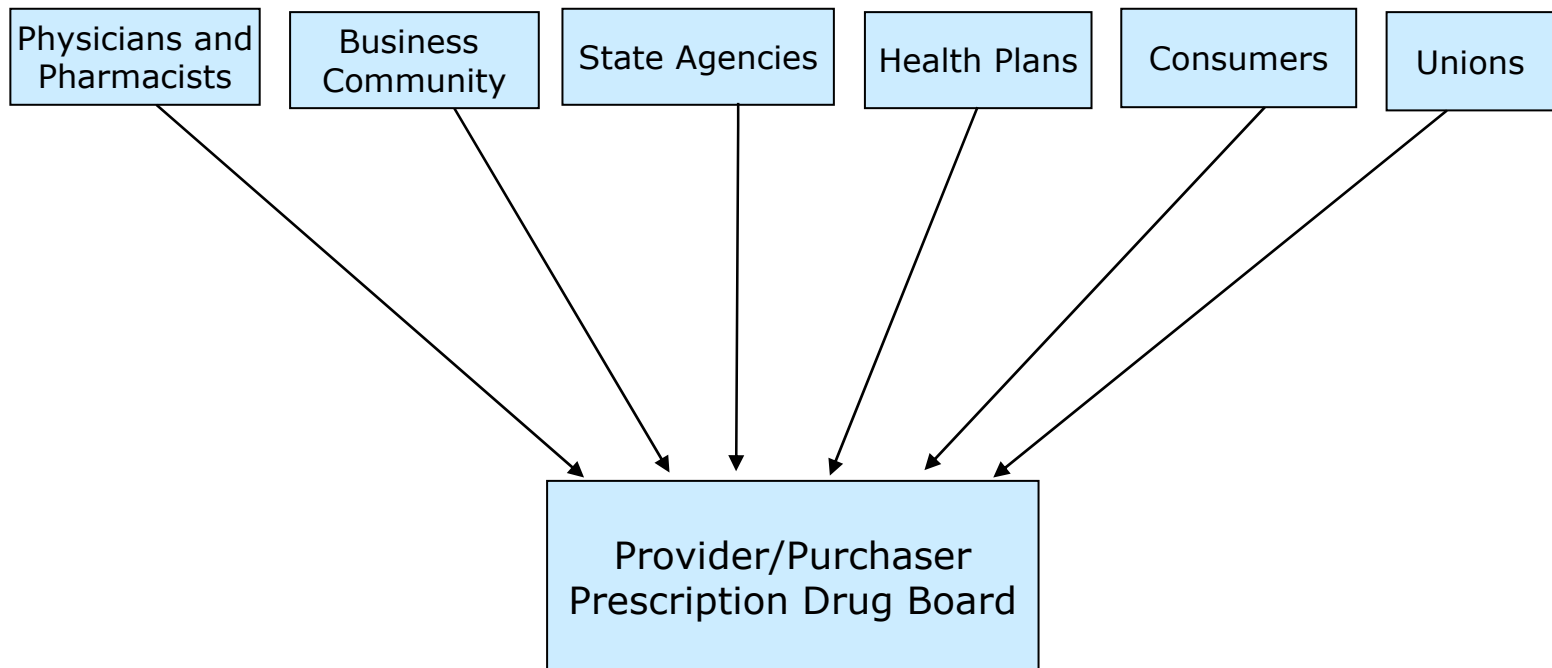 Physicians and
Pharmacists
Business
Community
State Agencies
Health Plans
Consumers
Unions
Provider/Purchaser
Prescription Drug Board